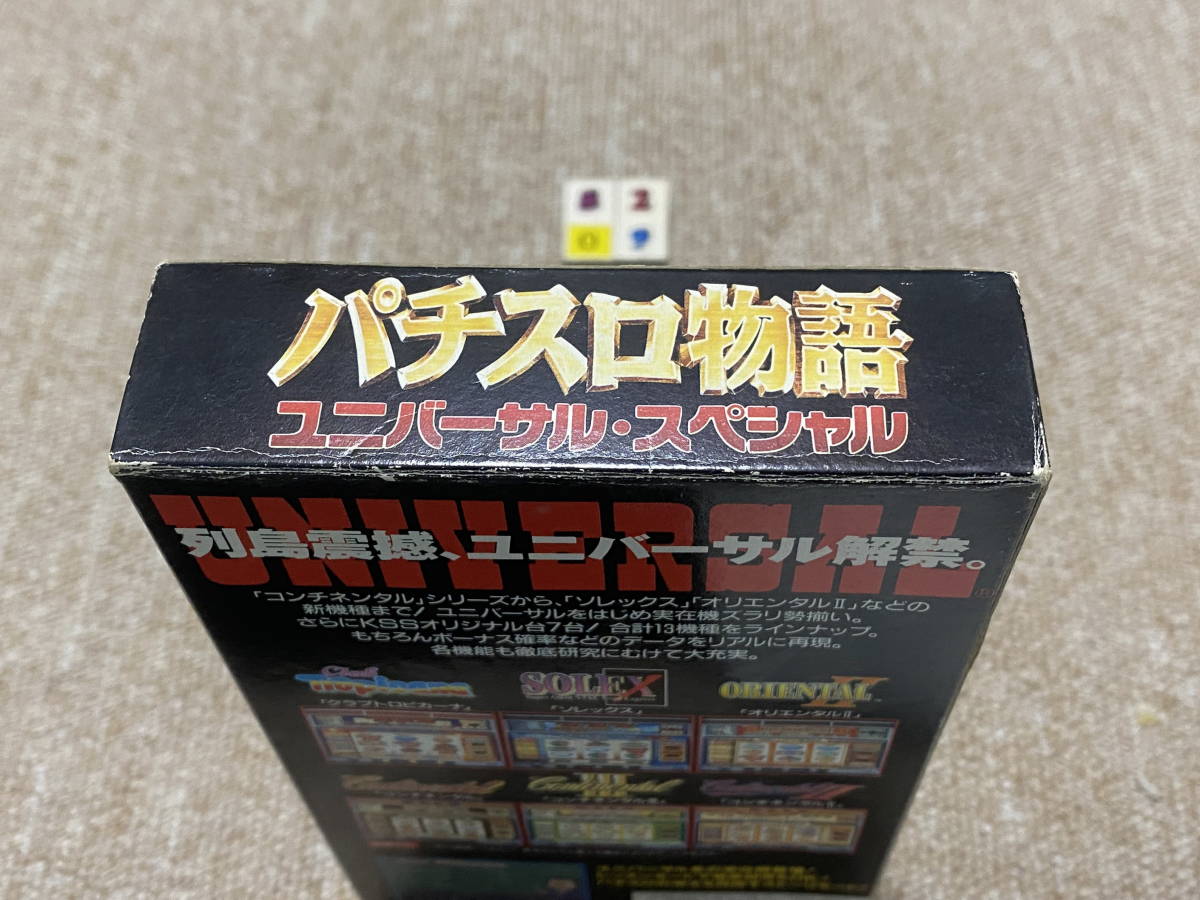 2
パチスロ物語
ユニバーサル・スペシャル
UNIVERSAL
列島震撼、ユニバーサル解禁。
「コンチネンタル」シリーズから、「ソレックス」「オリエンタルⅡ」などの
新機種まで! ユニバーサルをはじめ実在機ズラリ勢揃い。
さらにKSSオリジナル台7台! 合計13機種をラインナップ。
もちろんボーナス確率などのデータをリアルに再現。
各機能も徹底研究にむけて大充実。
Club Tropicana
SOLEX
ORIENTAL II
「クラブトロピカーナ」
「ソレックス」
「オリエンタルⅡ」